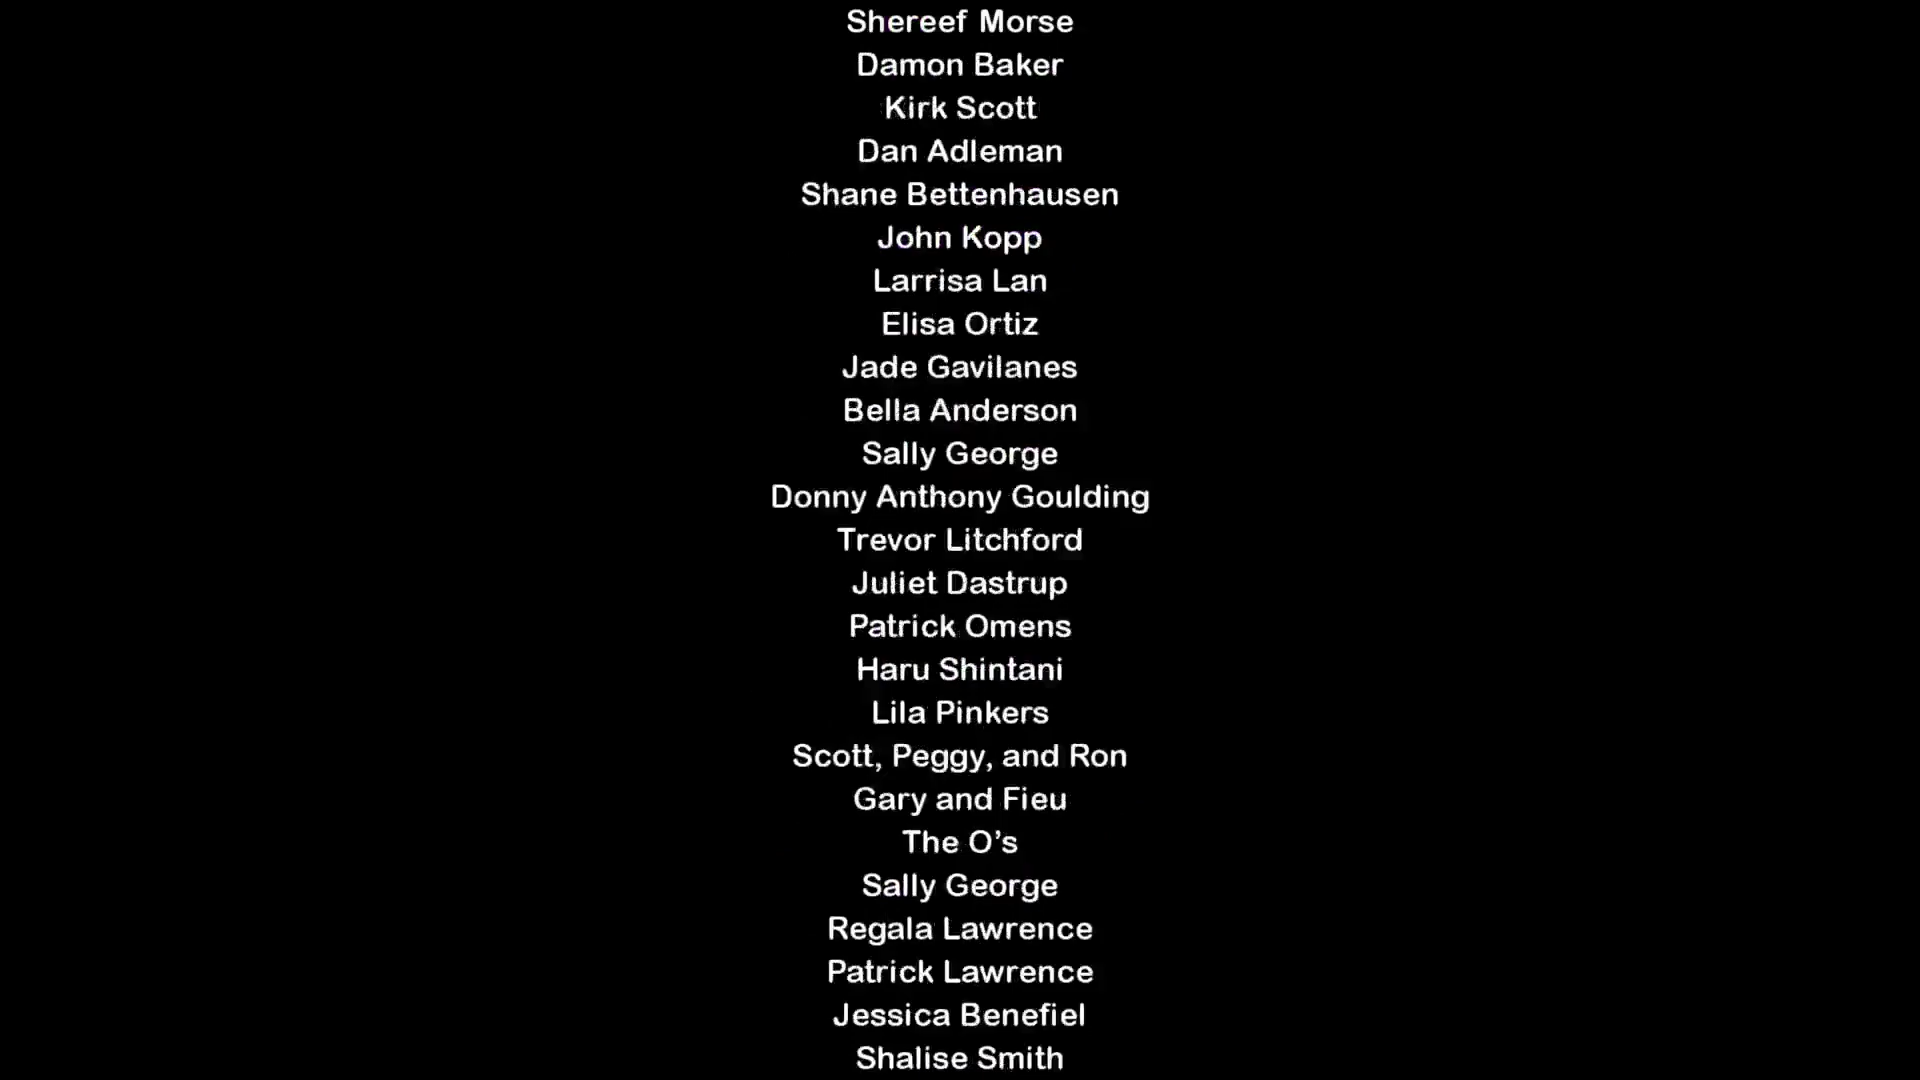 Shereef Morse
Damon Baker
Kirk Scott
Dan Adleman
Shane Bettenhausen
John Kopp
Larrisa Lan
Elisa Ortiz
Jade Gavilanes
Bella Anderson
Sally George
Donny Anthony Goulding
Trevor Litchford
Juliet Dastrup
Patrick Omens
Haru Shintani
Lila Pinkers
Scott, Peggy, and Ron
Gary and Fieu
The O’s
Sally George
Regala Lawrence
Patrick Lawrence
Jessica Benefiel
Shalise Smith